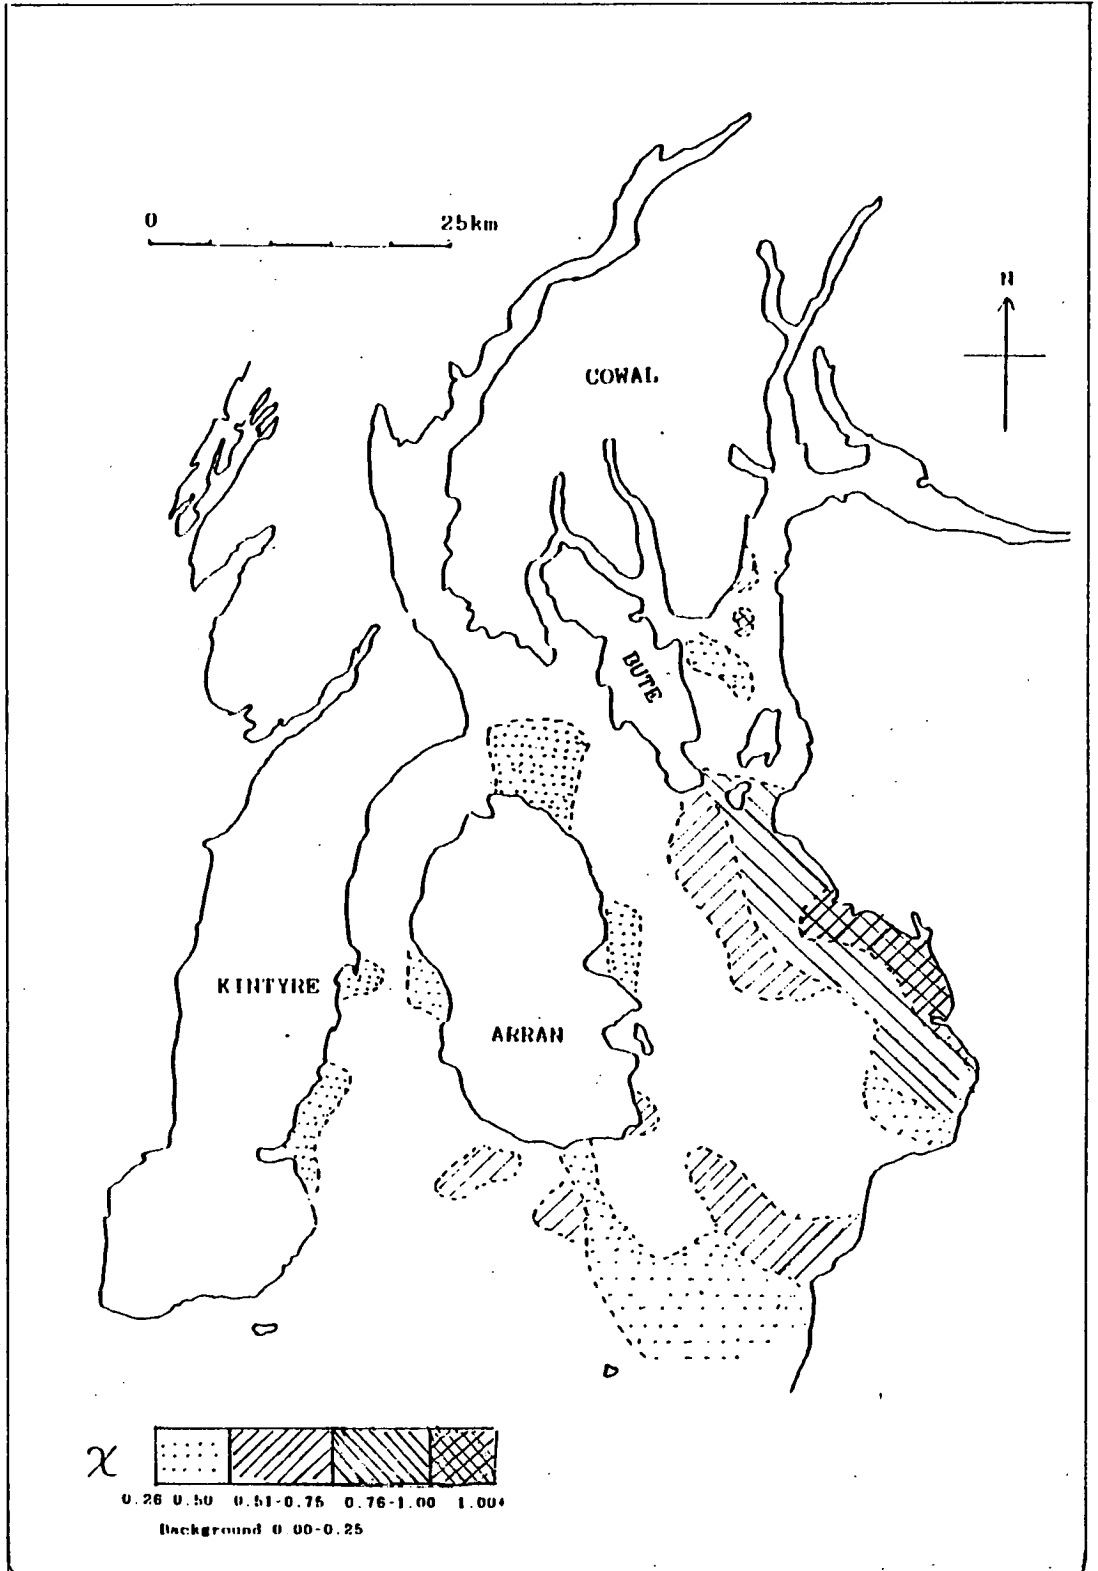 0 25km
N
COWAL
BUTE
KINTYRE
ARRAN
χ
0.26 0.50 0.51-0.75 0.76-1.00 1.00+
Background 0.00-0.25